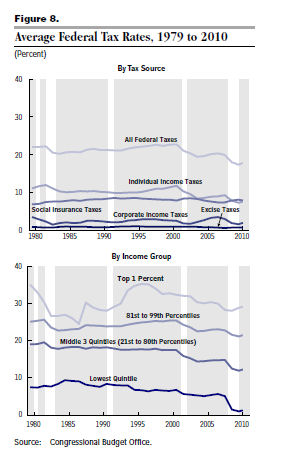 Figure 8.
Average Federal Tax Rates, 1979 to 2010
(Percent)
By Tax Source
40
30
20
10
0
All Federal Taxes
Individual Income Taxes
Social Insurance Taxes
Corporate Income Taxes
Excise Taxes
1980 1985 1990 1995 2000 2005 2010
By Income Group
40
30
20
10
0
Top 1 Percent
81st to 99th Percentiles
Middle 3 Quintiles (21st to 80th Percentiles)
Lowest Quintile
1980 1985 1990 1995 2000 2005 2010
Source: Congressional Budget Office.